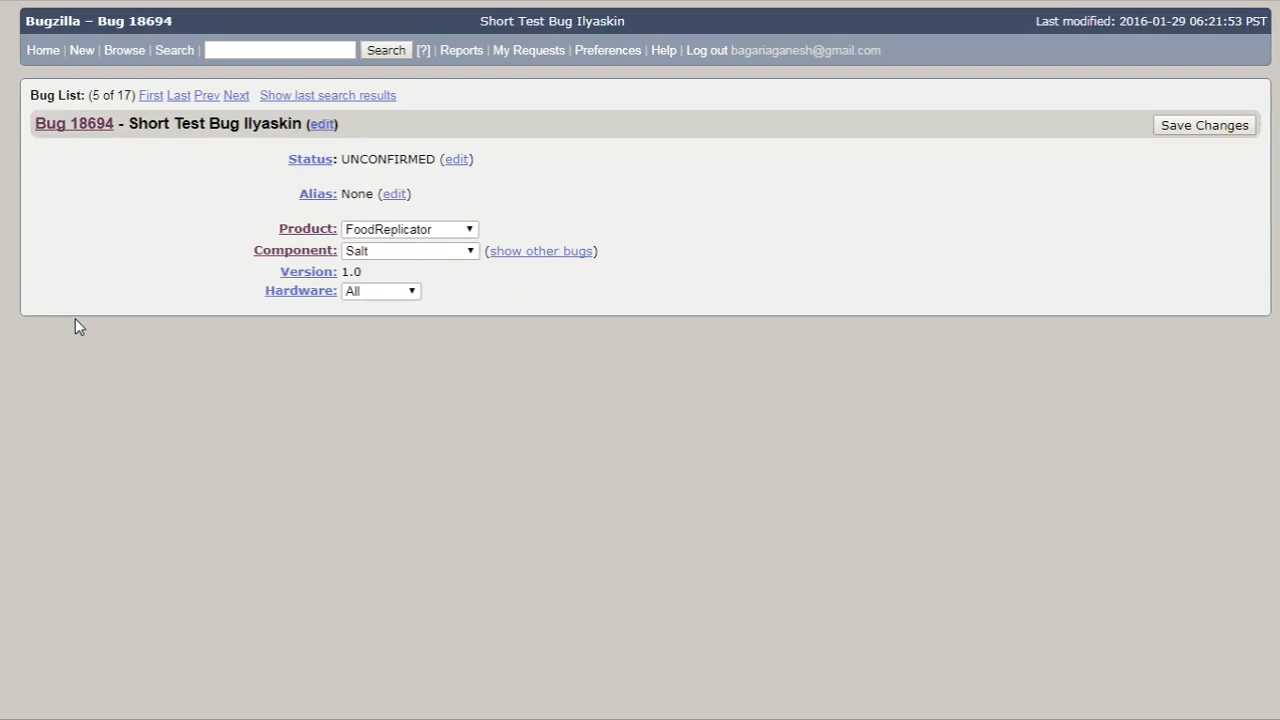 Bugzilla – Bug 18694 Short Test Bug Ilyaskin Last modified: 2016-01-29 06:21:53 PST
Home | New | Browse | Search | Search [?] | Reports | My Requests | Preferences | Help | Log out bagariaganesh@gmail.com
Bug List: (5 of 17) First Last Prev Next Show last search results
Bug 18694 - Short Test Bug Ilyaskin (edit) Save Changes
Status: UNCONFIRMED (edit)
Alias: None (edit)
Product: FoodReplicator
Component: Salt (show other bugs)
Version: 1.0
Hardware: All